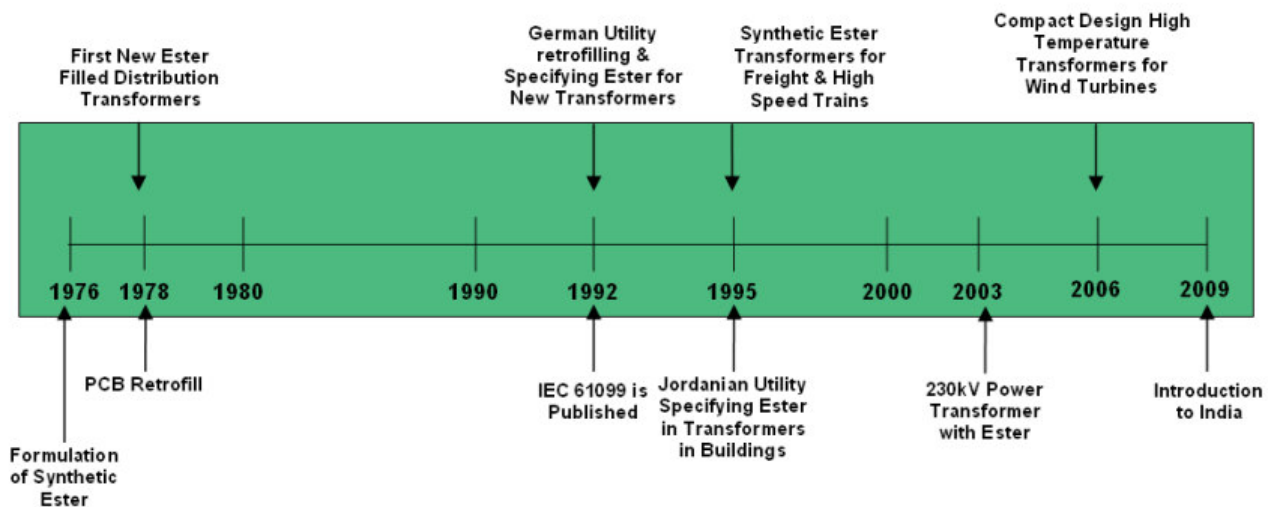 First New Ester
Filled Distribution
Transformers
German Utility
retrofilling &
Specifying Ester for
New Transformers
Synthetic Ester
Transformers for
Freight & High
Speed Trains
Compact Design High
Temperature
Transformers for
Wind Turbines
1976 1978 1980 1990 1992 1995 2000 2003 2006 2009
Formulation
of Synthetic
Ester
PCB Retrofill
IEC 61099 is
Published
Jordanian Utility
Specifying Ester
in Transformers
in Buildings
230kV Power
Transformer
with Ester
Introduction
to India